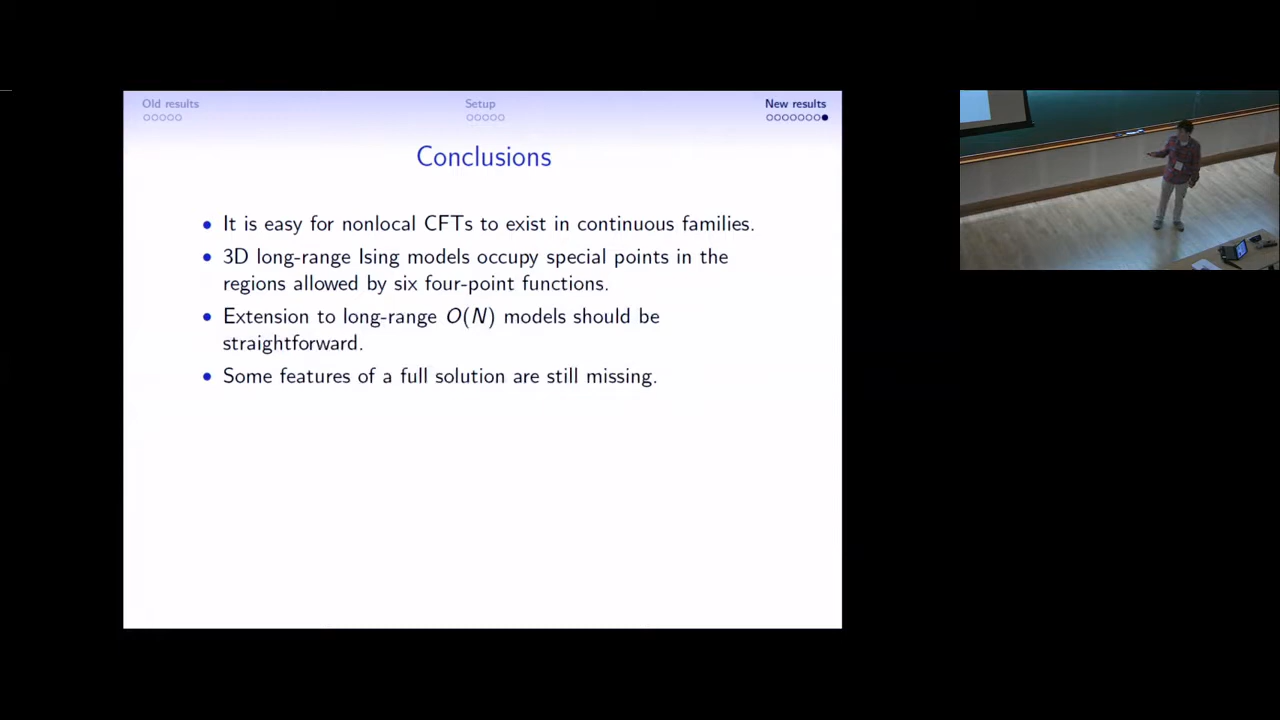 Old results
Setup
New results
Conclusions
• It is easy for nonlocal CFTs to exist in continuous families.
• 3D long-range Ising models occupy special points in the
regions allowed by six four-point functions.
• Extension to long-range O(N) models should be
straightforward.
• Some features of a full solution are still missing.